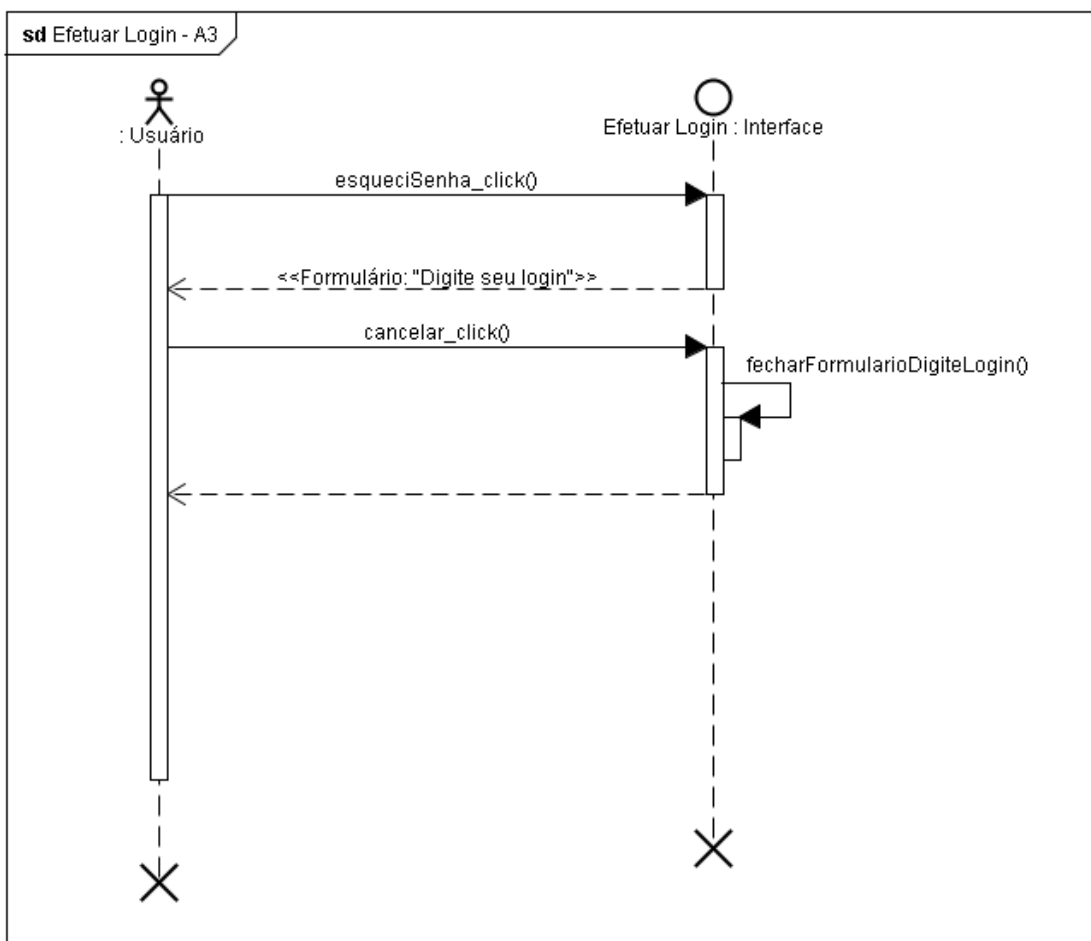 sd Efetuar Login - A3
: Usuário
Efetuar Login : Interface
esqueciSenha_click()
<<Formulário: "Digite seu login">>
cancelar_click()
fecharFormularioDigiteLogin()